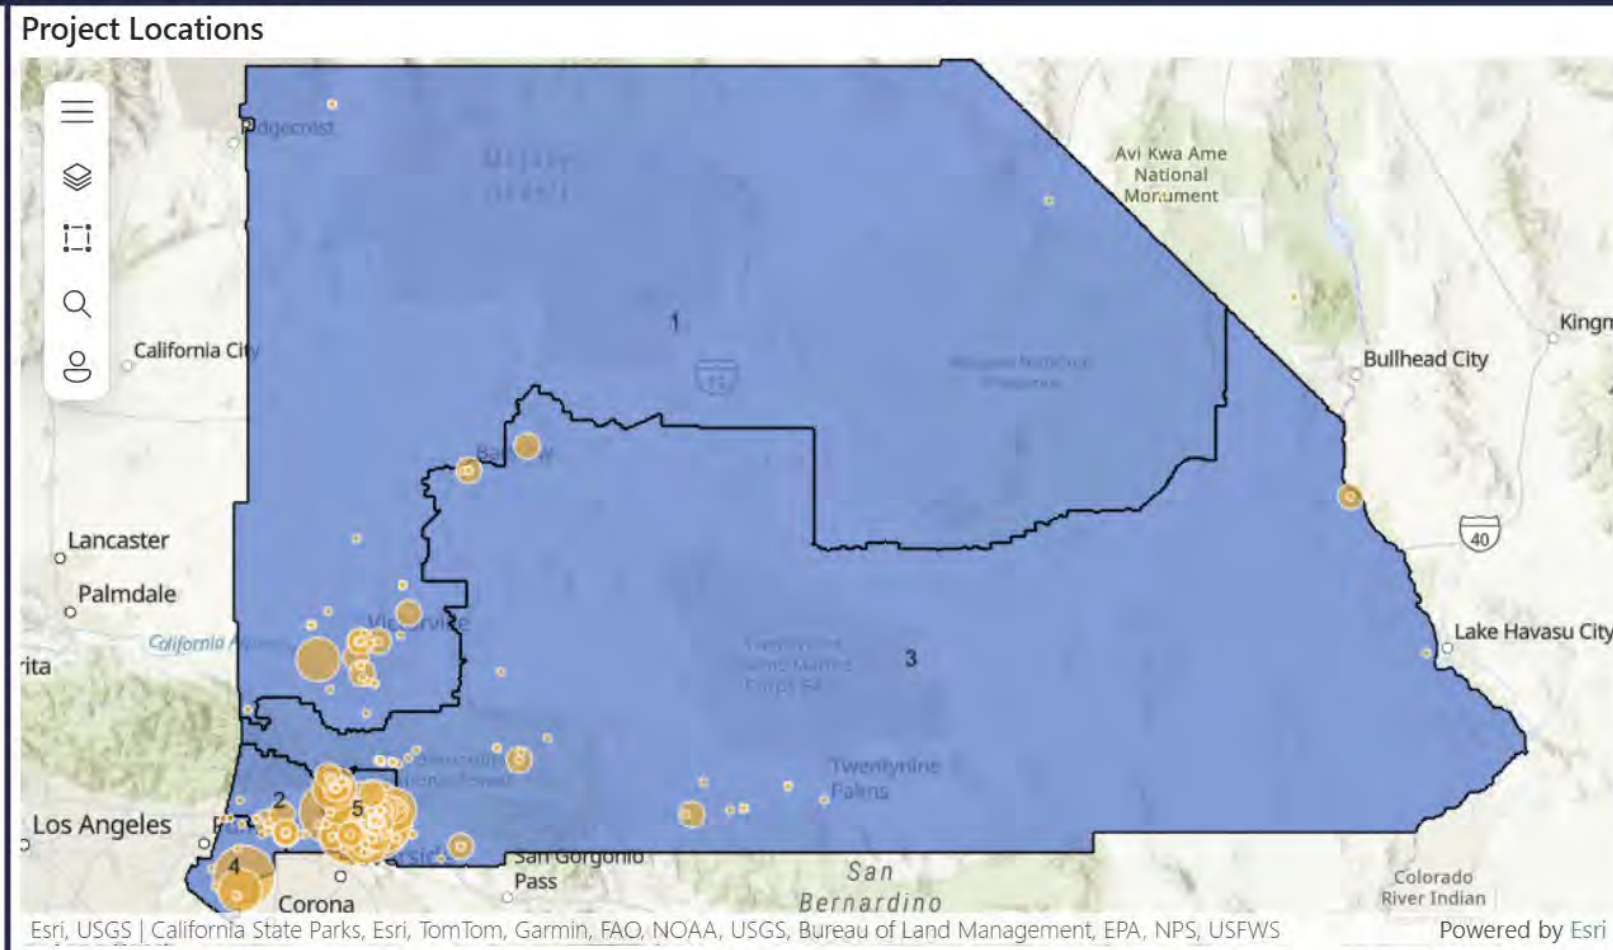 Project Locations
Avi Kwa Ame
National
Monument
1
California City
Kingm
Bullhead City
Lancaster
40
Palmdale
Lake Havasu City
rita
3
Twentynine
Palms
2
5
Los Angeles
4
San Gorgonio
Pass
San
Bernardino
Colorado
River Indian
Corona
Esri, USGS | California State Parks, Esri, TomTom, Garmin, FAO, NOAA, USGS, Bureau of Land Management, EPA, NPS, USFWS
Powered by Esri